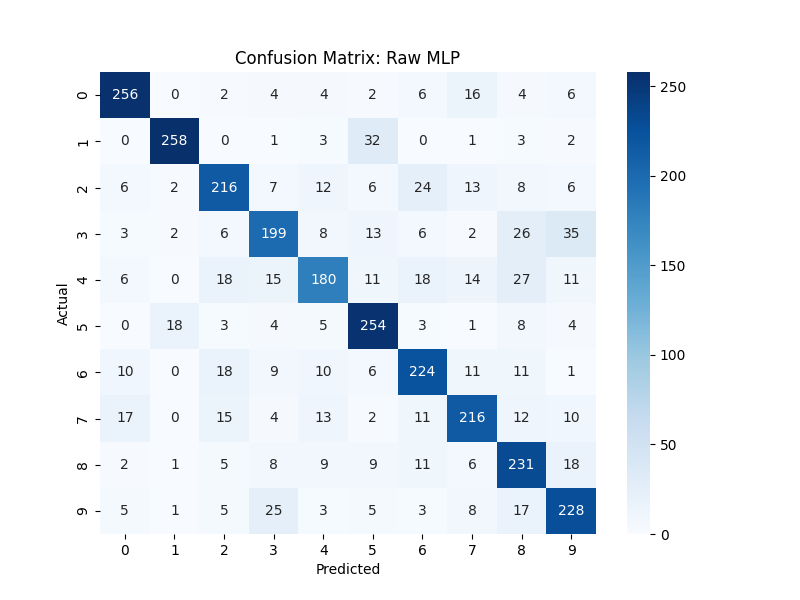 Confusion Matrix: Raw MLP
0 256 0 2 4 4 2 6 16 4 6
1 0 258 0 1 3 32 0 1 3 2
2 6 2 216 7 12 6 24 13 8 6
3 3 2 6 199 8 13 6 2 26 35
4 6 0 18 15 180 11 18 14 27 11
5 0 18 3 4 5 254 3 1 8 4
6 10 0 18 9 10 6 224 11 11 1
7 17 0 15 4 13 2 11 216 12 10
8 2 1 5 8 9 9 11 6 231 18
9 5 1 5 25 3 5 3 8 17 228
0 1 2 3 4 5 6 7 8 9
Predicted
Actual
250
200
150
100
50
0